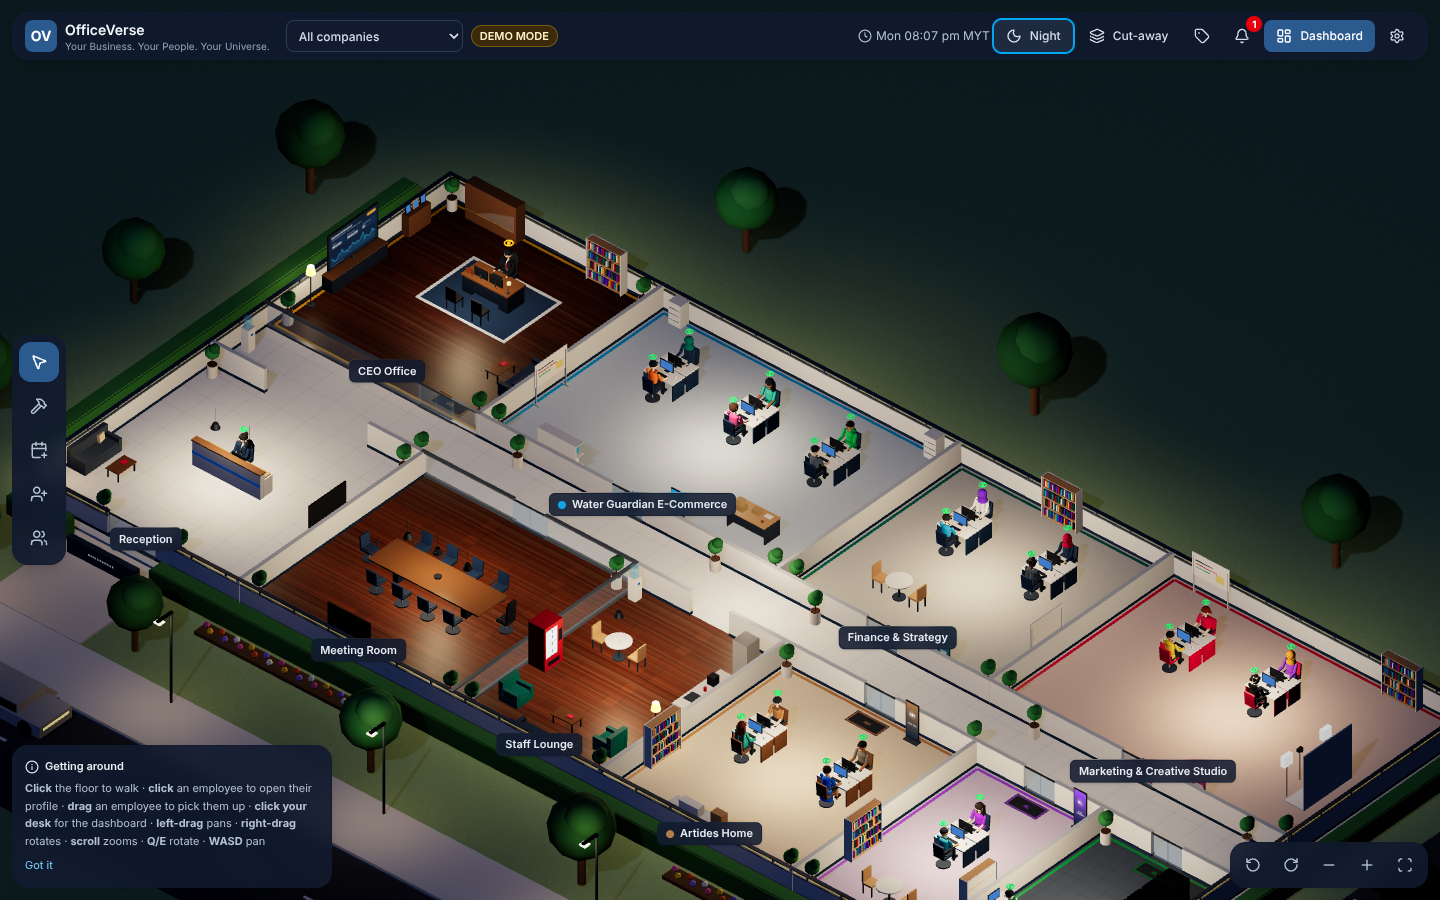 OV
OfficeVerse
Your Business. Your People. Your Universe.
All companies
DEMO MODE
Mon 08:07 pm MYT
Night
Cut-away
1
Dashboard
CEO Office
Water Guardian E-Commerce
Reception
Finance & Strategy
Meeting Room
Staff Lounge
Marketing & Creative Studio
Artides Home
Getting around
Click the floor to walk · click an employee to open their
profile · drag an employee to pick them up · click your
desk for the dashboard · left-drag pans · right-drag
rotates · scroll zooms · Q/E rotate · WASD pan
Got it